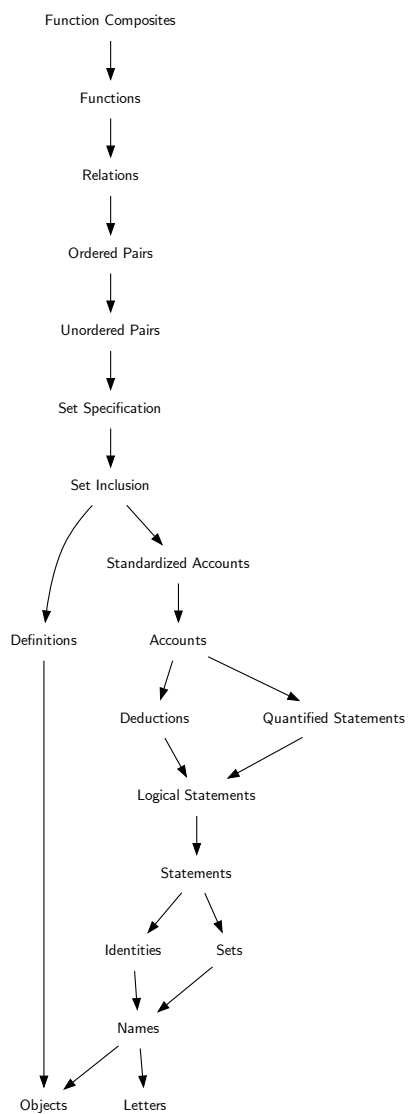 Function Composites
Functions
Relations
Ordered Pairs
Unordered Pairs
Set Specification
Set Inclusion
Standardized Accounts
Definitions
Accounts
Deductions
Quantified Statements
Logical Statements
Statements
Identities
Sets
Names
Objects
Letters